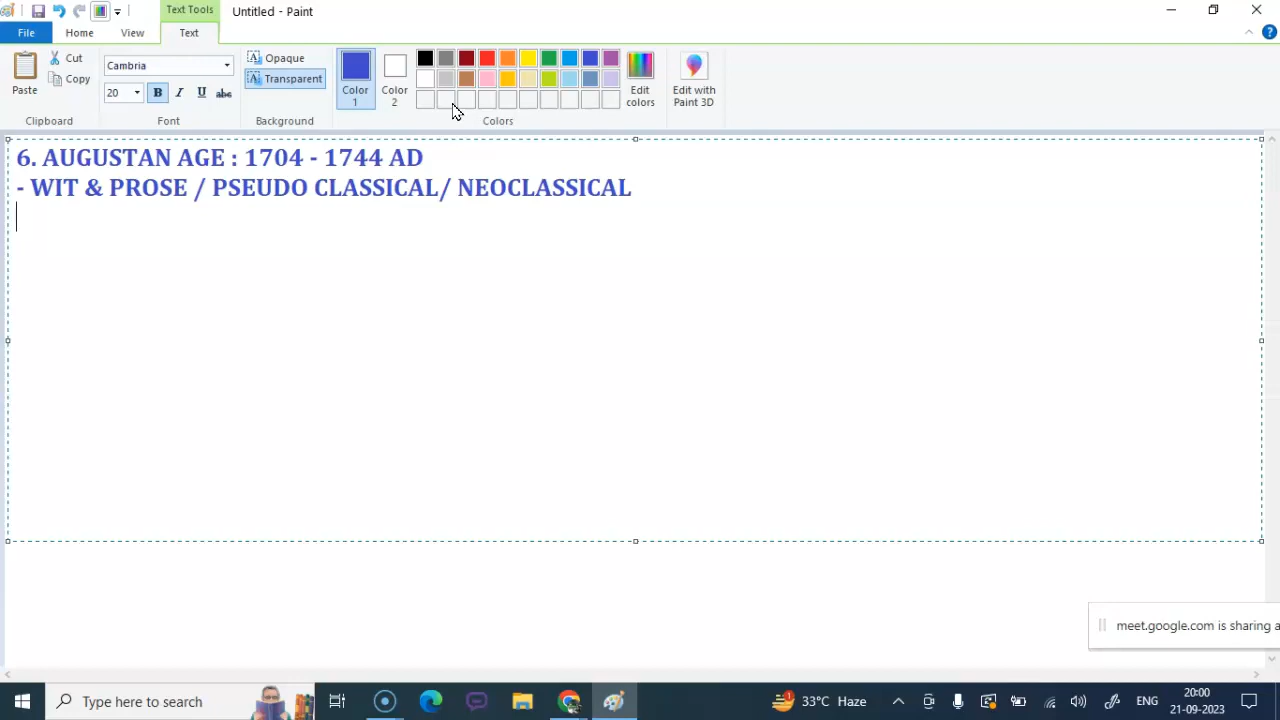 Text Tools
Untitled - Paint
File
Home
View
Text
Paste
Cut
Copy
Clipboard
Cambria
20
B I U abc
Font
Opaque
Transparent
Background
Color 1
Color 2
Colors
Edit colors
Edit with Paint 3D
6. AUGUSTAN AGE : 1704 - 1744 AD
- WIT & PROSE / PSEUDO CLASSICAL/ NEOCLASSICAL
meet.google.com is sharing a
Type here to search
1
33°C Haze
ENG
20:00
21-09-2023